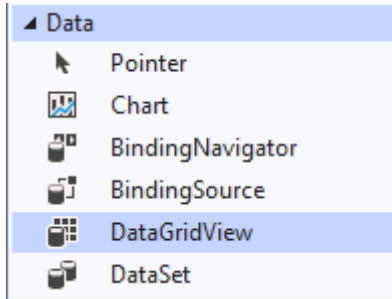 Data
Pointer
Chart
BindingNavigator
BindingSource
DataGridView
DataSet